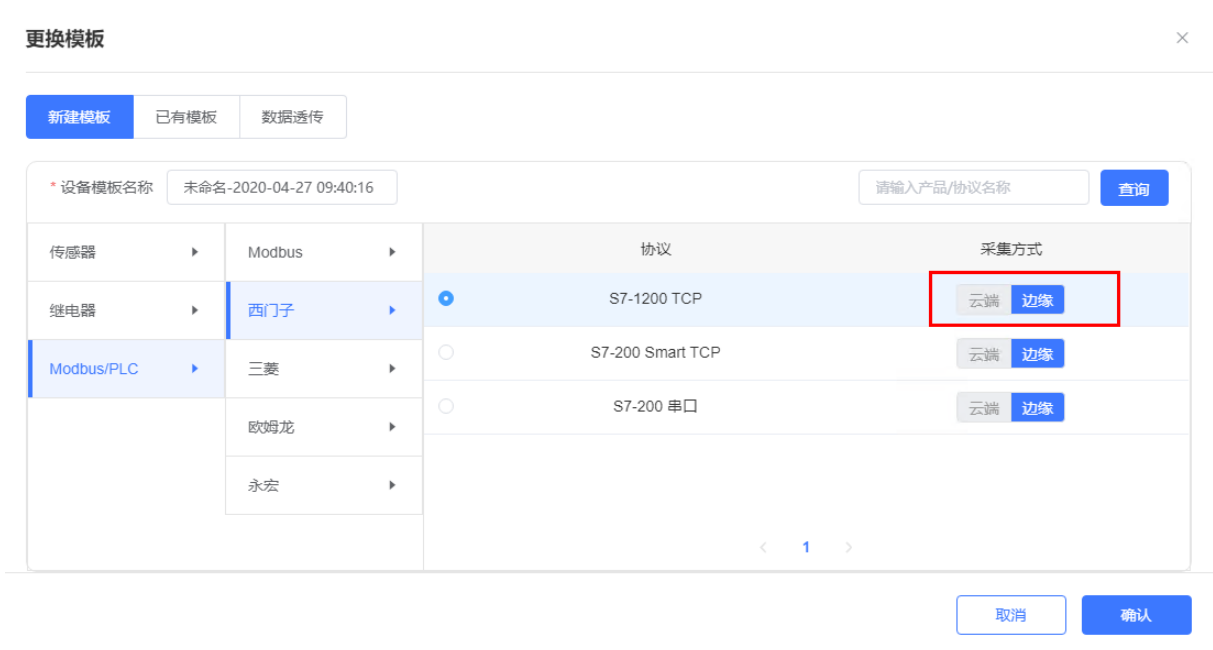 更换模板
新建模板 已有模板 数据透传
* 设备模板名称 未命名-2020-04-27 09:40:16 请输入产品/协议名称 查询
传感器 Modbus 协议 采集方式
继电器 西门子 S7-1200 TCP 云端 边缘
Modbus/PLC 三菱 S7-200 Smart TCP 云端 边缘
欧姆龙 S7-200 串口 云端 边缘
永宏
1
取消 确认